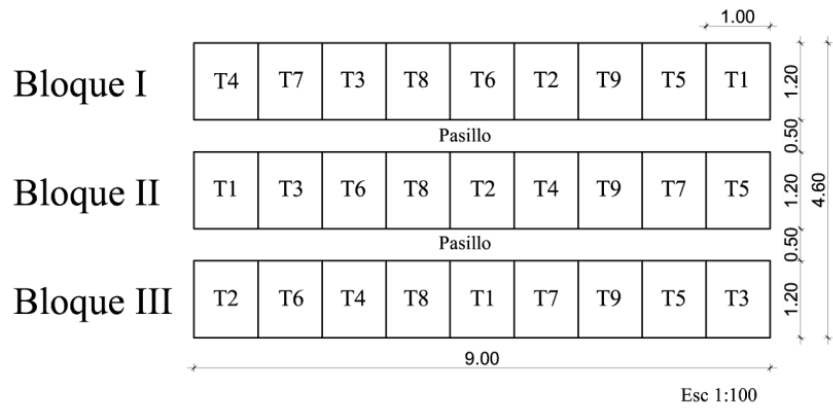 1.00
Bloque I T4 T7 T3 T8 T6 T2 T9 T5 T1 1.20
Pasillo 0.50
Bloque II T1 T3 T6 T8 T2 T4 T9 T7 T5 1.20 4.60
Pasillo 0.50
Bloque III T2 T6 T4 T8 T1 T7 T9 T5 T3 1.20
9.00
Esc 1:100